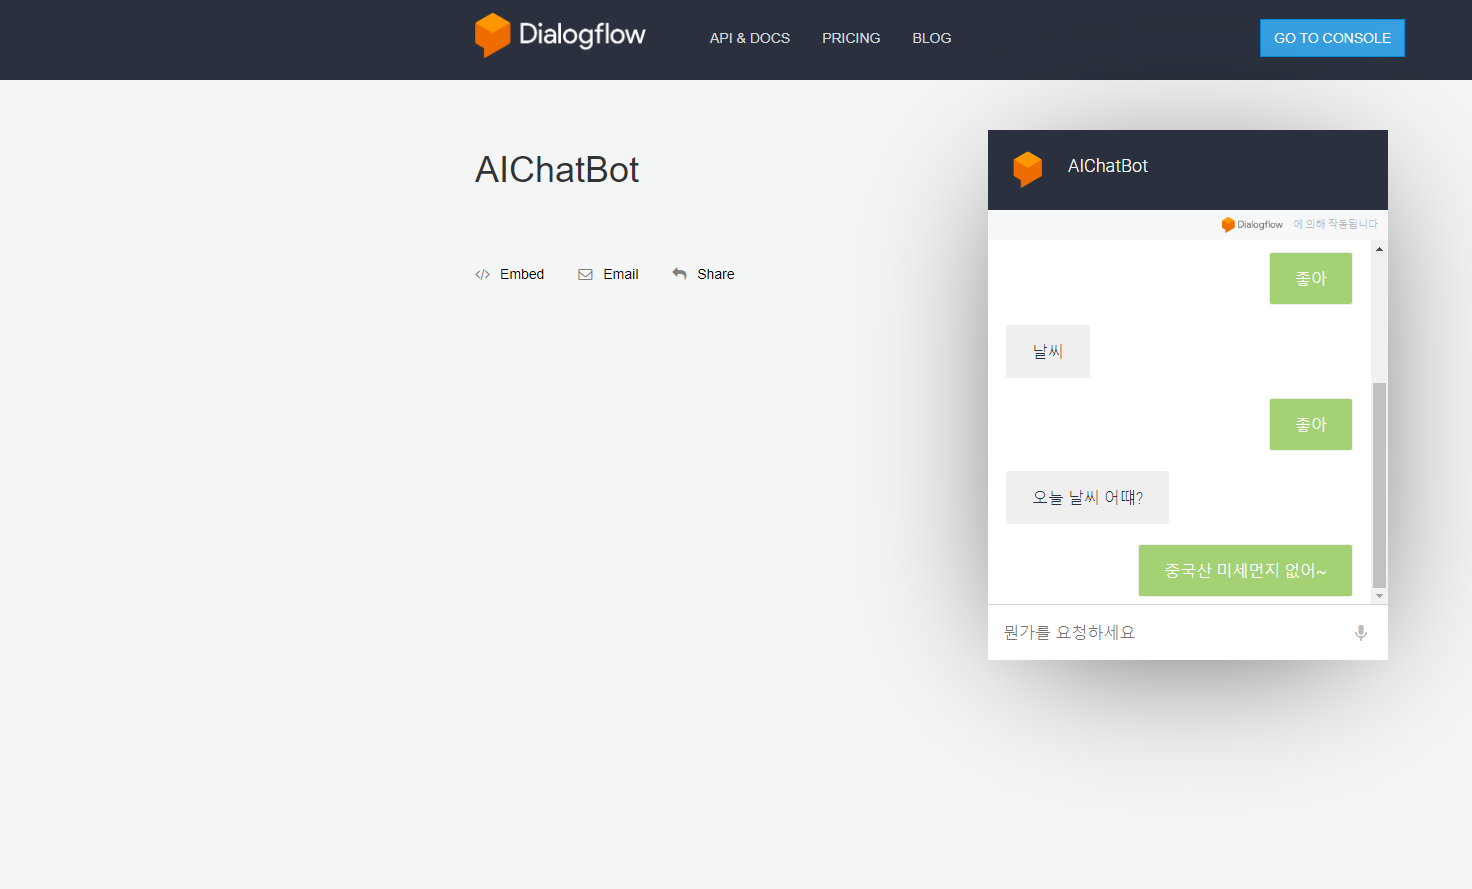 Dialogflow
API & DOCS
PRICING
BLOG
GO TO CONSOLE
AIChatBot
Embed
Email
Share
AIChatBot
Dialogflow 에 의해 작동됩니다
좋아
날씨
좋아
오늘 날씨 어떄?
중국산 미세먼지 없어~
뭔가를 요청하세요